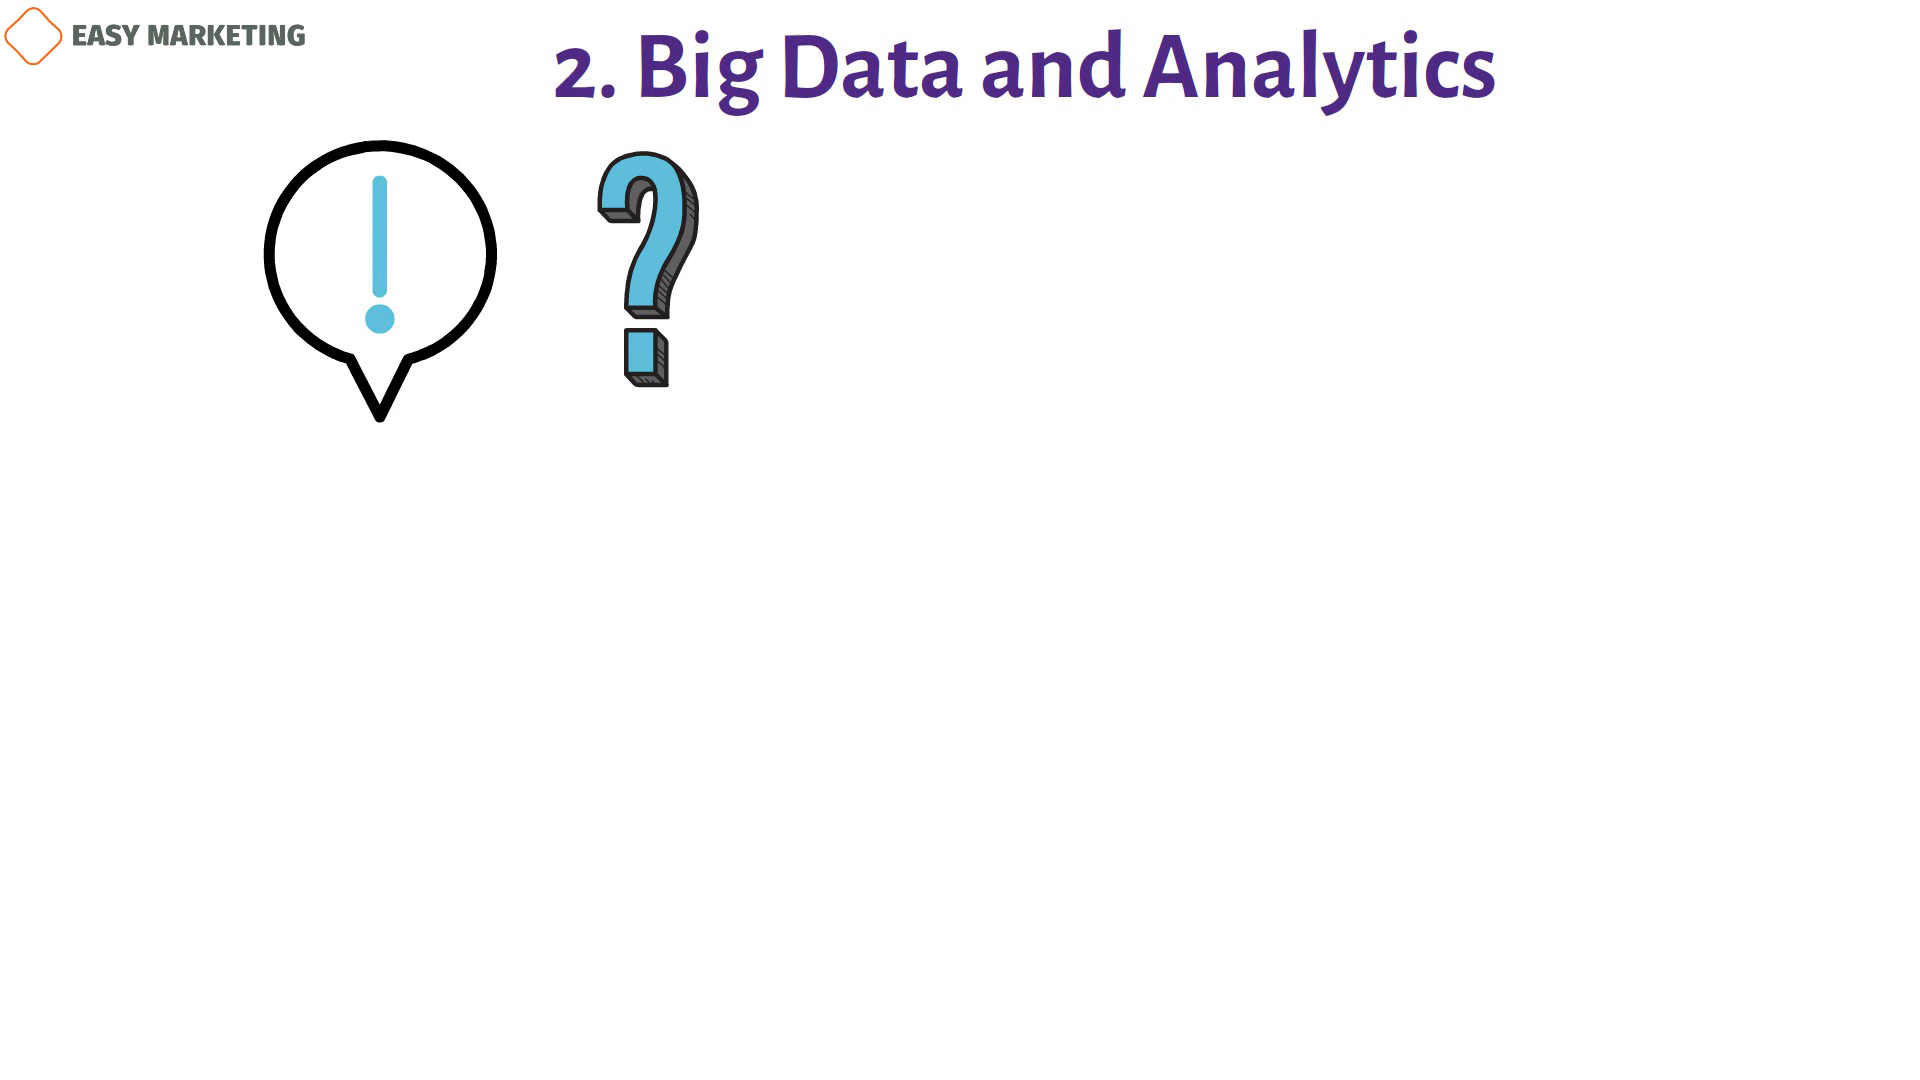 EASY MARKETING
2. Big Data and Analytics
!
?